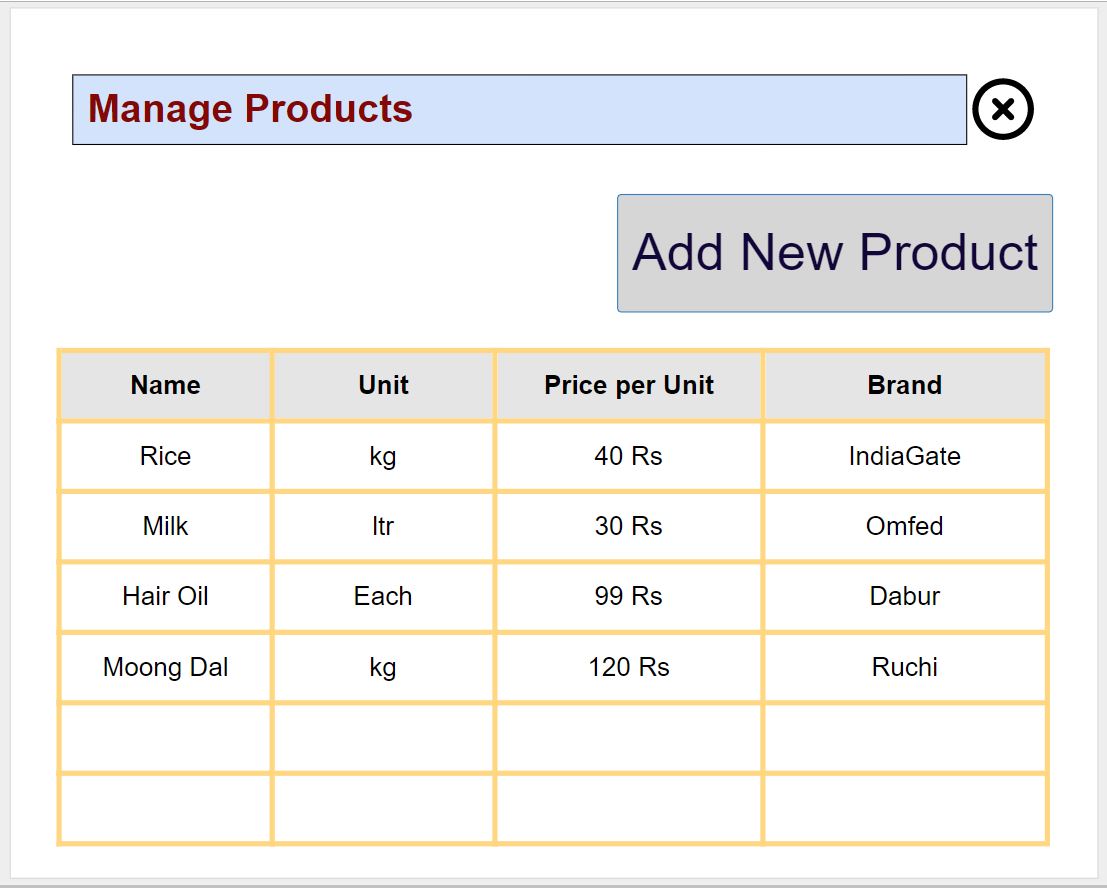 Manage Products
Add New Product
Name Unit Price per Unit Brand
Rice kg 40 Rs IndiaGate
Milk ltr 30 Rs Omfed
Hair Oil Each 99 Rs Dabur
Moong Dal kg 120 Rs Ruchi